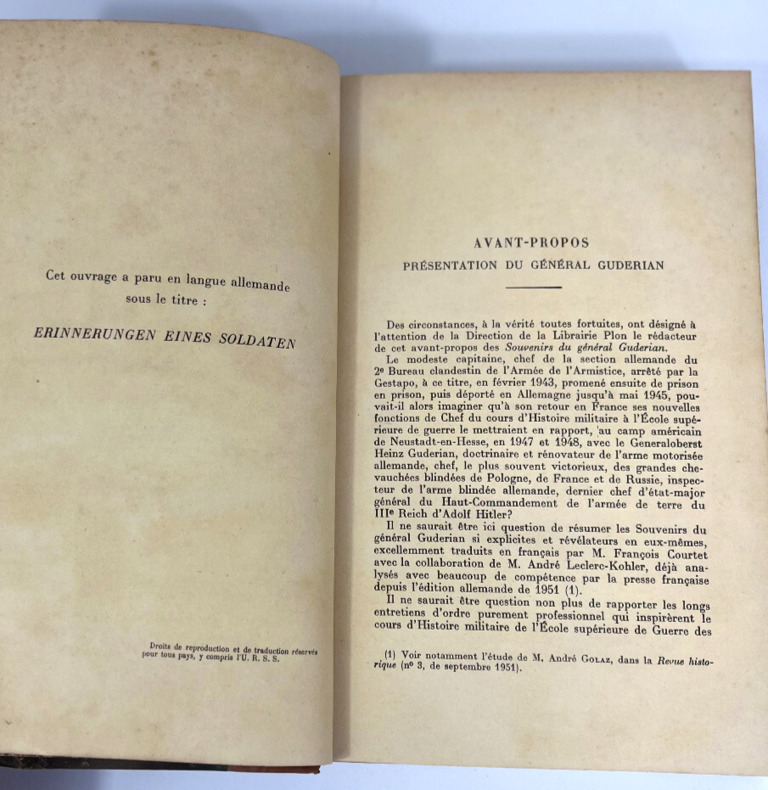 Cet ouvrage a paru en langue allemande
sous le titre :
ERINNERUNGEN EINES SOLDATEN
Droits de reproduction et de traduction réservés
pour tous pays, y compris l'U. R. S. S.
AVANT-PROPOS
PRÉSENTATION DU GÉNÉRAL GUDERIAN
Des circonstances, à la vérité toutes fortuites, ont désigné à
l'attention de la Direction de la Librairie Plon le rédacteur
de cet avant-propos des Souvenirs du général Guderian.
Le modeste capitaine, chef de la section allemande du
2e Bureau clandestin de l'Armée de l'Armistice, arrêté par la
Gestapo, à ce titre, en février 1943, promené ensuite de prison
en prison, puis déporté en Allemagne jusqu'à mai 1945, pou-
vait-il alors imaginer qu'à son retour en France ses nouvelles
fonctions de Chef du cours d'Histoire militaire à l'École supé-
rieure de guerre le mettraient en rapport, au camp américain
de Neustadt-en-Hesse, en 1947 et 1948, avec le Generaloberst
Heinz Guderian, doctrinaire et rénovateur de l'arme motorisée
allemande, chef, le plus souvent victorieux, des grandes che-
vauchées blindées de Pologne, de France et de Russie, inspec-
teur de l'arme blindée allemande, dernier chef d'état-major
général du Haut-Commandement de l'armée de terre du
IIIe Reich d'Adolf Hitler?
Il ne saurait être ici question de résumer les Souvenirs du
général Guderian si explicites et révélateurs en eux-mêmes,
excellemment traduits en français par M. François Courtet
avec la collaboration de M. André Leclerc-Kohler, déjà ana-
lysés avec beaucoup de compétence par la presse française
depuis l'édition allemande de 1951 (1).
Il ne saurait être question non plus de rapporter les longs
entretiens d'ordre purement professionnel qui inspirèrent le
cours d'Histoire militaire de l'École supérieure de Guerre des
(1) Voir notamment l'étude de M. André GOLAZ, dans la Revue histo-
rique (nº 3, de septembre 1951).